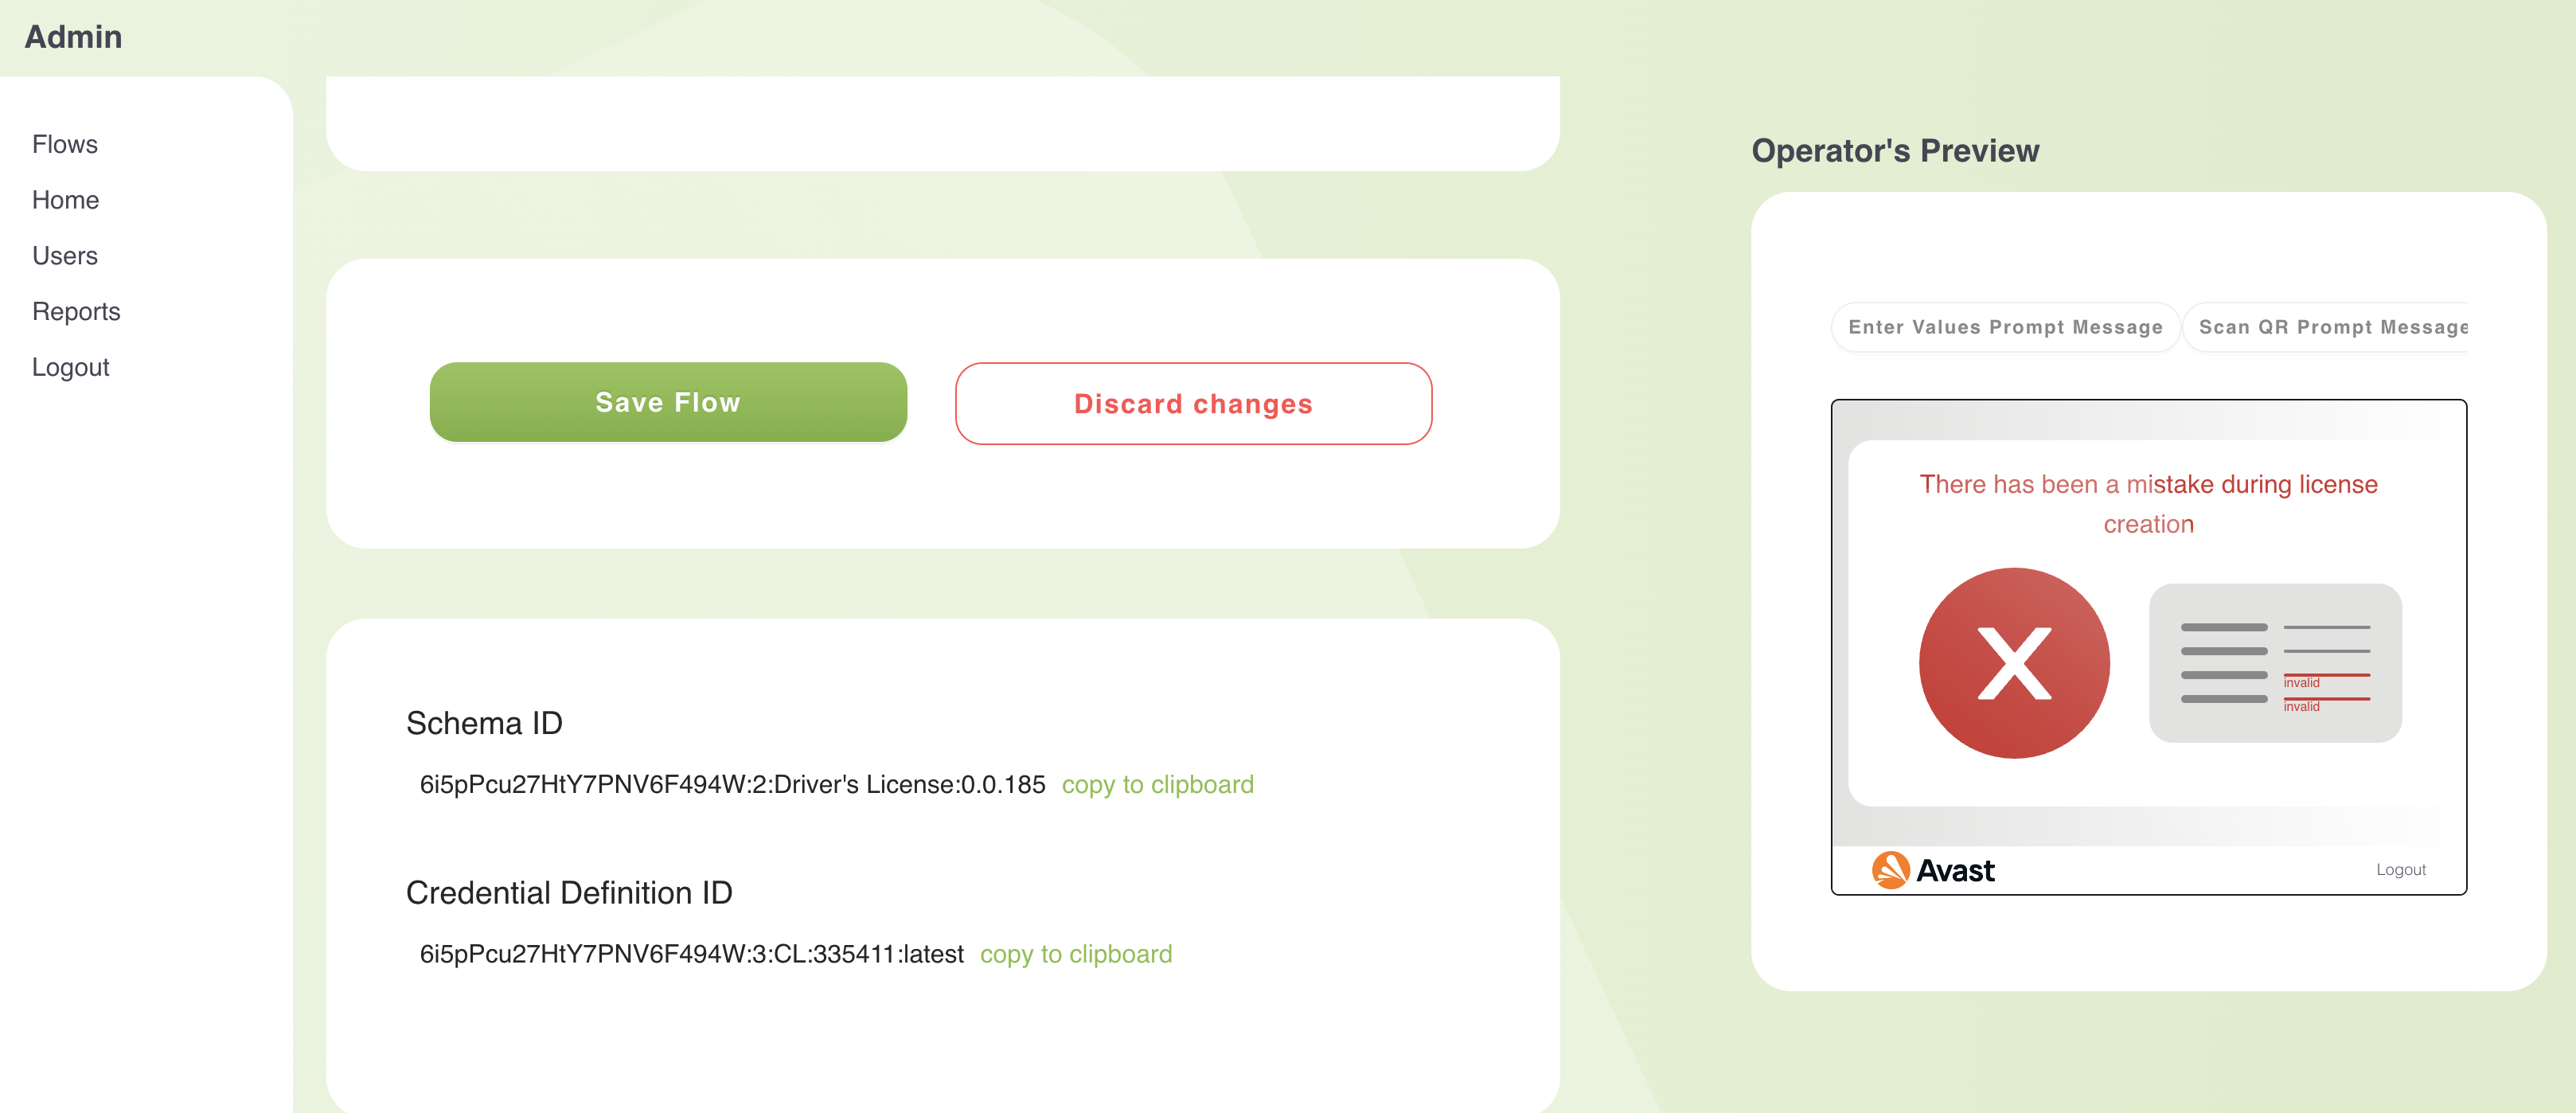 Admin
Flows
Home
Users
Reports
Logout
Save Flow
Discard changes
Schema ID
6i5pPcu27HtY7PNV6F494W:2:Driver's License:0.0.185 copy to clipboard
Credential Definition ID
6i5pPcu27HtY7PNV6F494W:3:CL:335411:latest copy to clipboard
Operator's Preview
Enter Values Prompt Message
Scan QR Prompt Message
There has been a mistake during license
creation
X
invalid
invalid
Avast
Logout